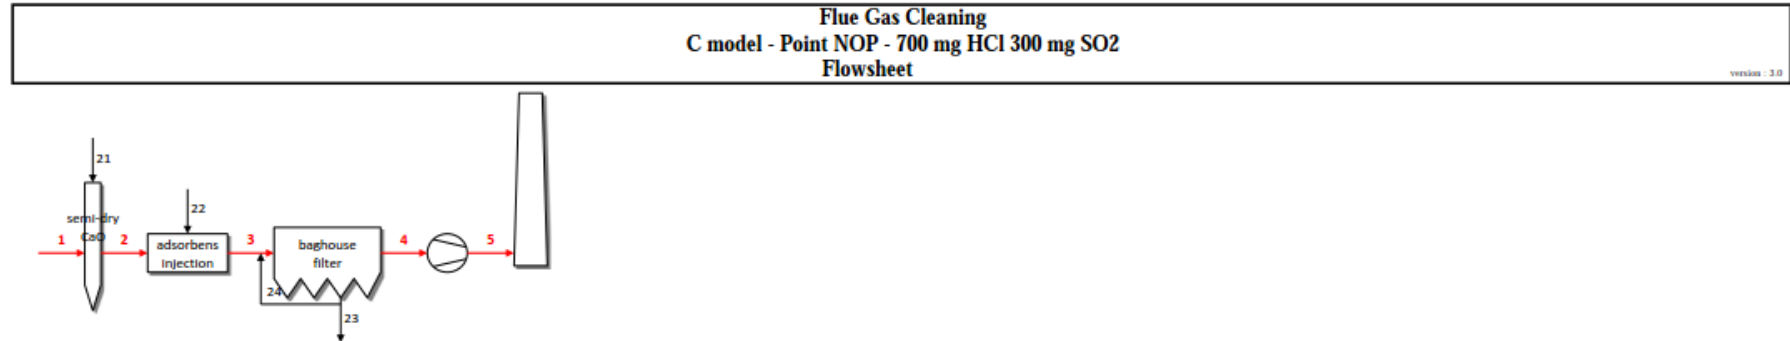 Flue Gas Cleaning
C model - Point NOP - 700 mg HCl 300 mg SO2
Flowsheet
version : 3.0
21
22
semi-dry
CaO
1
2
adsorbens
injection
3
baghouse
filter
4
5
24
23